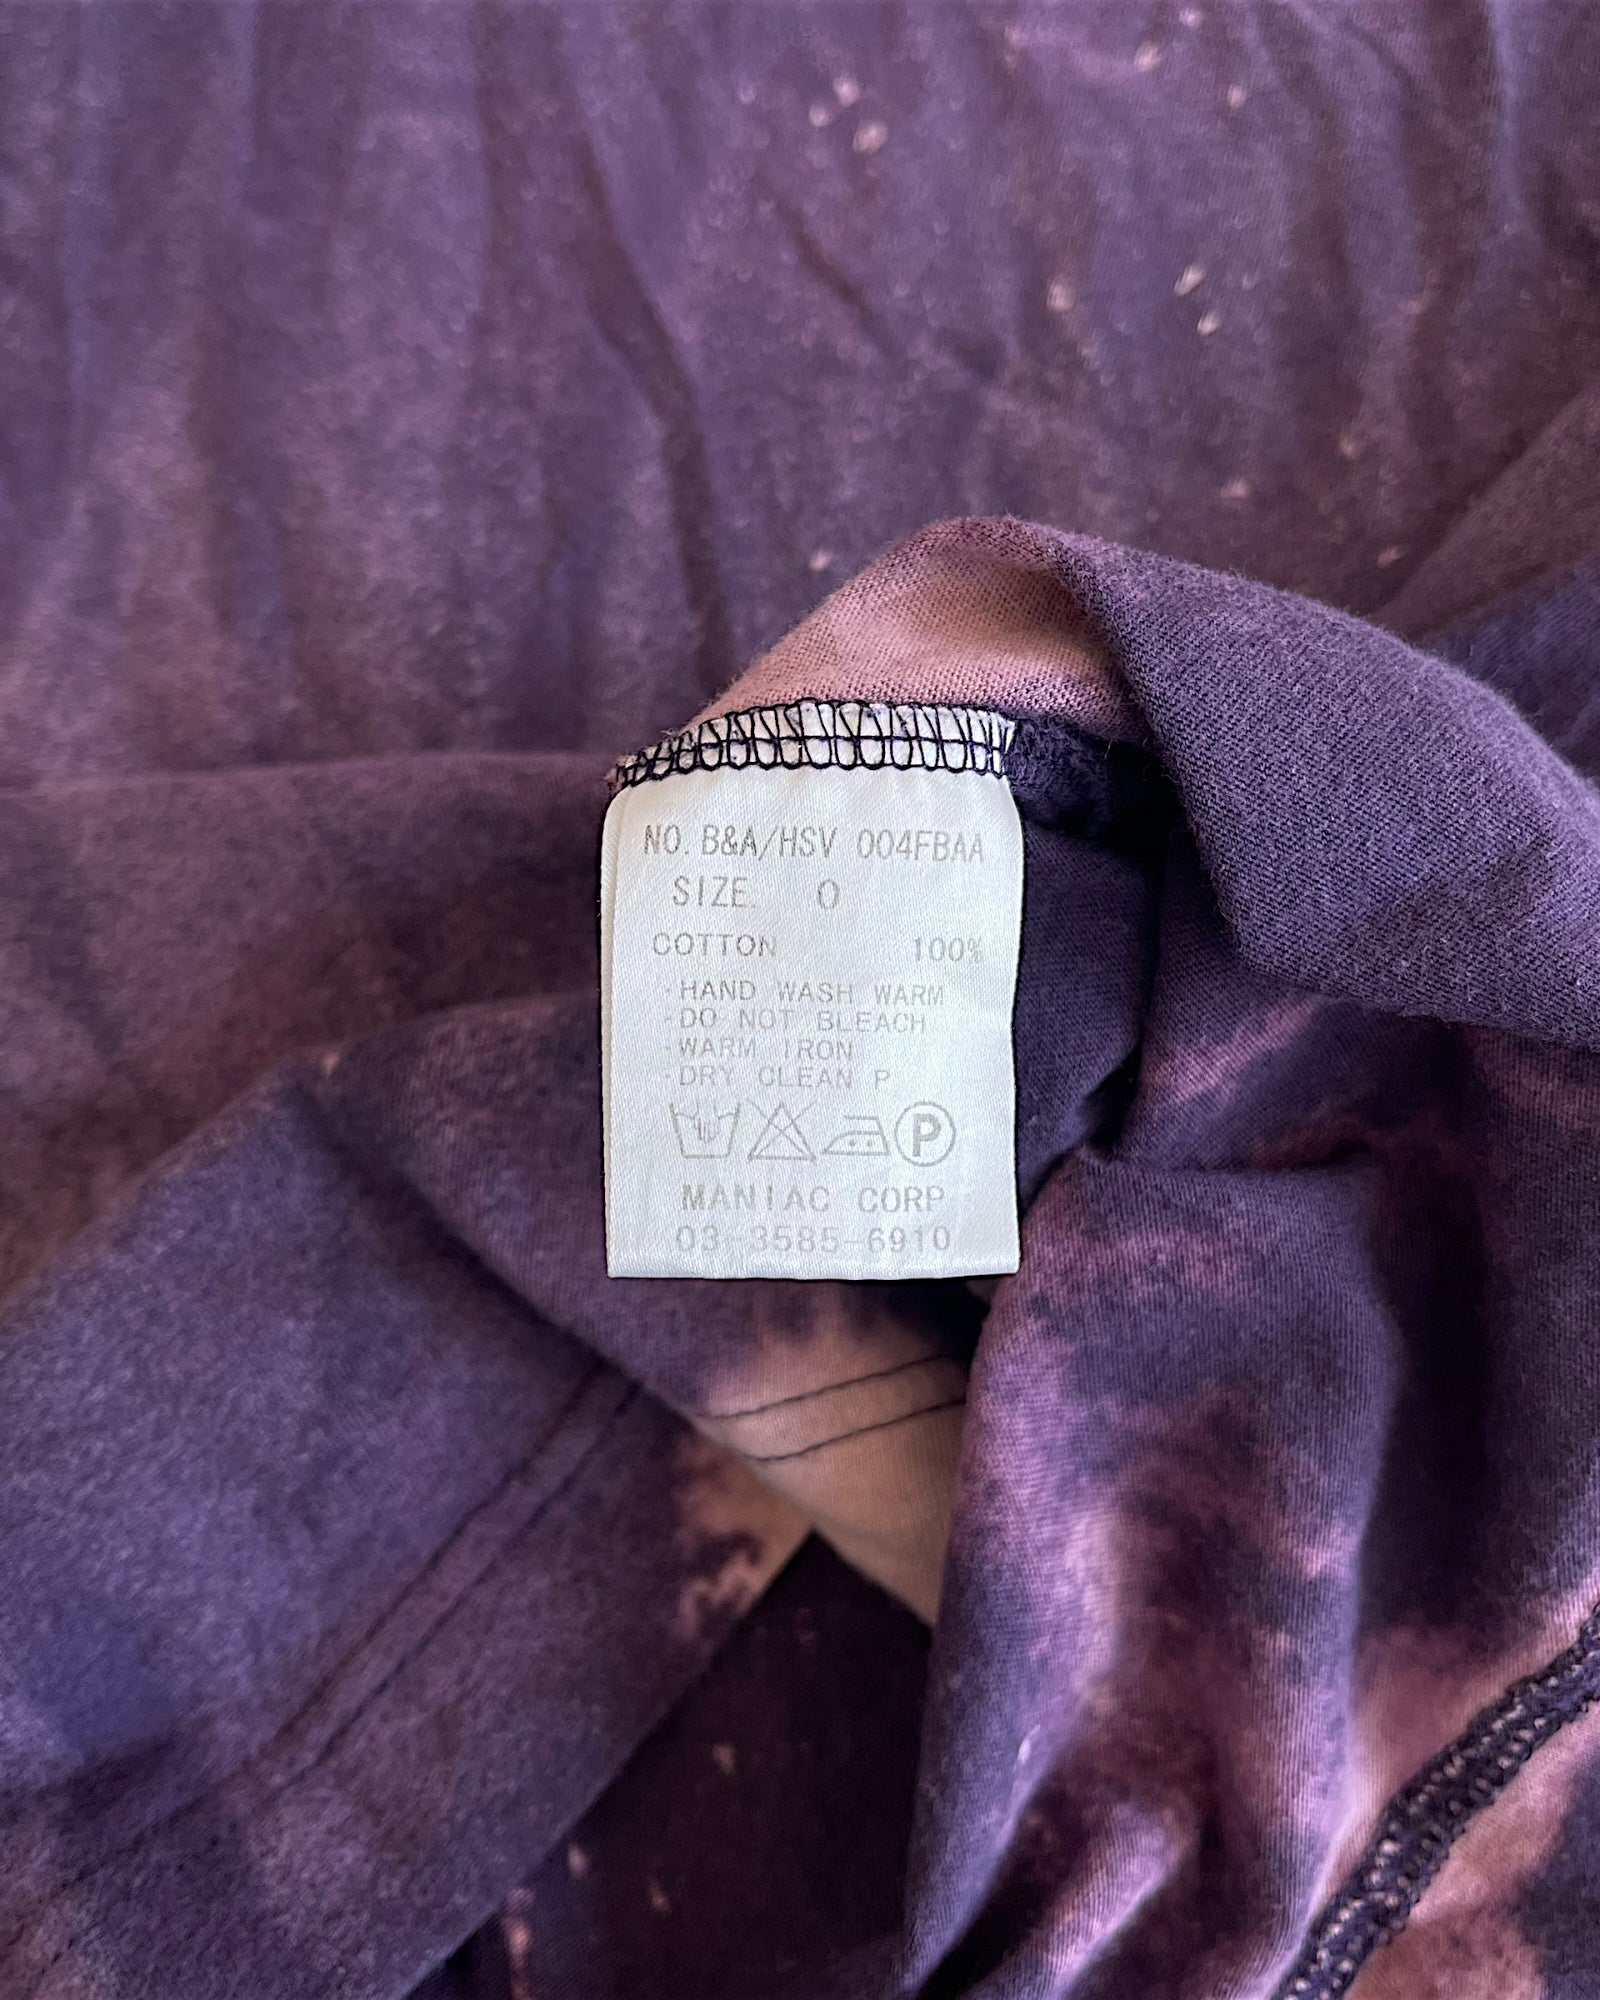 NO. B&A/HSV 004FBAA
SIZE. 0
COTTON 100%
·HAND WASH WARM
·DO NOT BLEACH
·WARM IRON
·DRY CLEAN P
P
MANIAC CORP
03-3585-6910